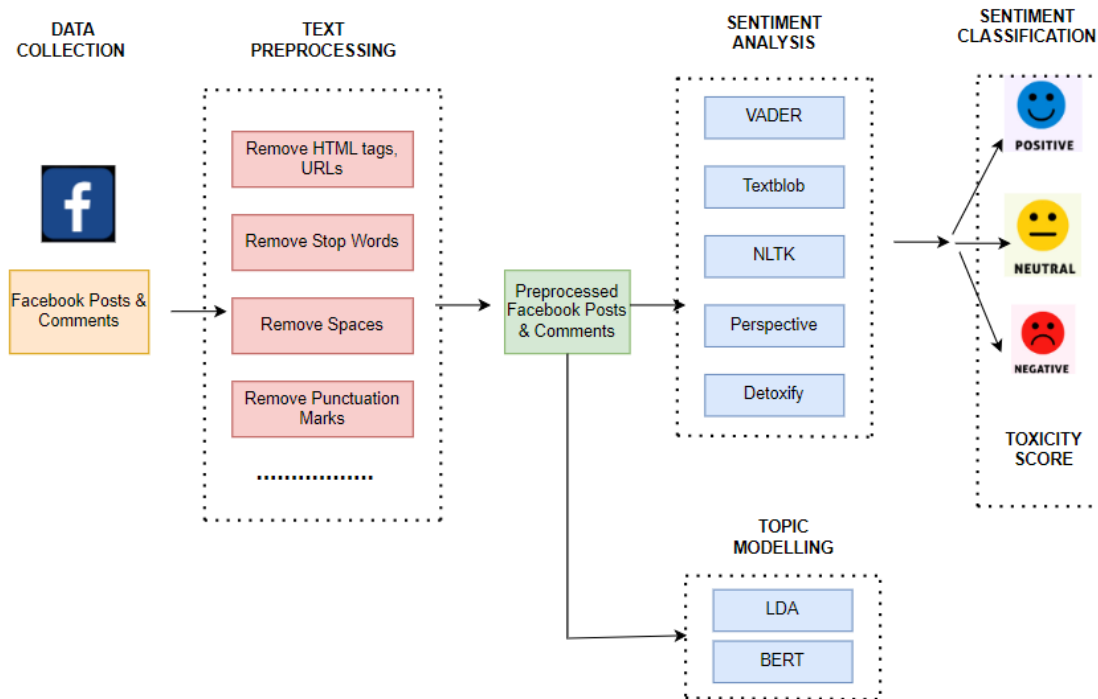 DATA
COLLECTION
TEXT
PREPROCESSING
SENTIMENT
ANALYSIS
SENTIMENT
CLASSIFICATION
f
Facebook Posts &
Comments
Remove HTML tags,
URLs
Remove Stop Words
Remove Spaces
Remove Punctuation
Marks
.................
Preprocessed
Facebook Posts
& Comments
VADER
Textblob
NLTK
Perspective
Detoxify
POSITIVE
NEUTRAL
NEGATIVE
TOXICITY
SCORE
TOPIC
MODELLING
LDA
BERT